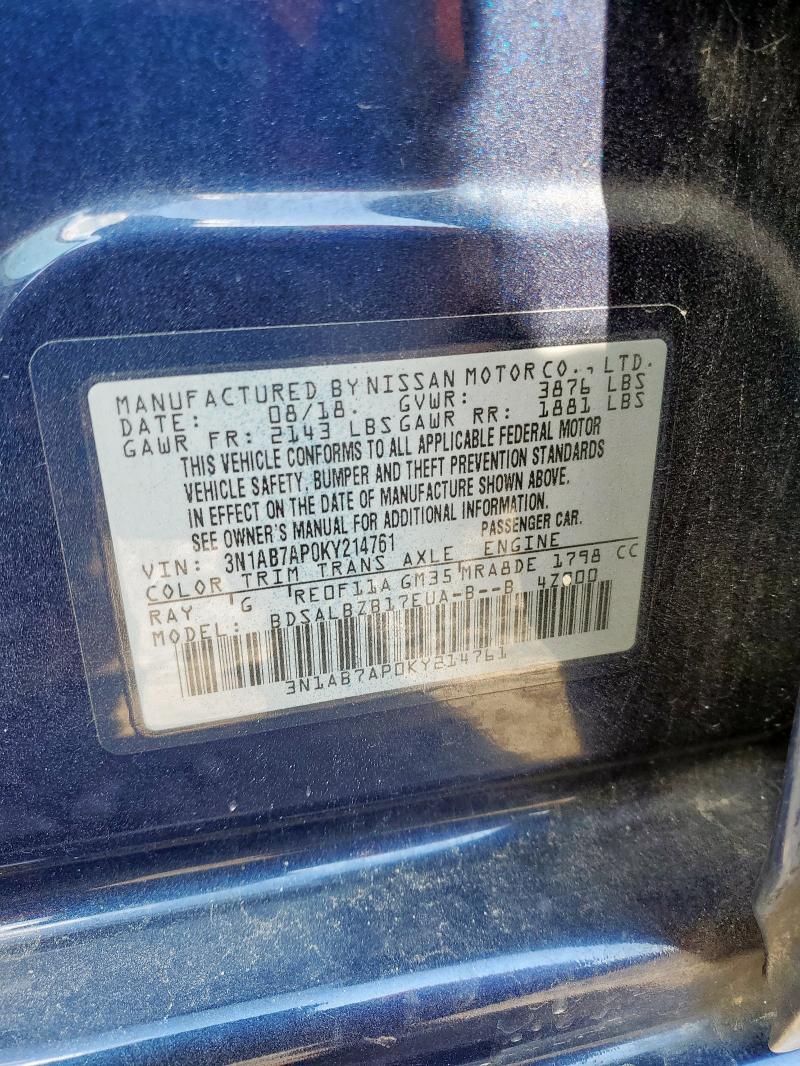 MANUFACTURED BY NISSAN MOTOR CO., LTD.
DATE: 08/18. GVWR: 3876 LBS
GAWR FR: 2143 LBS GAWR RR: 1881 LBS
THIS VEHICLE CONFORMS TO ALL APPLICABLE FEDERAL MOTOR
VEHICLE SAFETY, BUMPER AND THEFT PREVENTION STANDARDS
IN EFFECT ON THE DATE OF MANUFACTURE SHOWN ABOVE.
SEE OWNER'S MANUAL FOR ADDITIONAL INFORMATION.
PASSENGER CAR.
VIN: 3N1AB7AP0KY214761
COLOR TRIM TRANS AXLE ENGINE
RAY G RE0F11A GM35 MRA8DE 1798 CC
MODEL: BDSALBZB17EUA-B--B
3N1AB7AP0KY214761